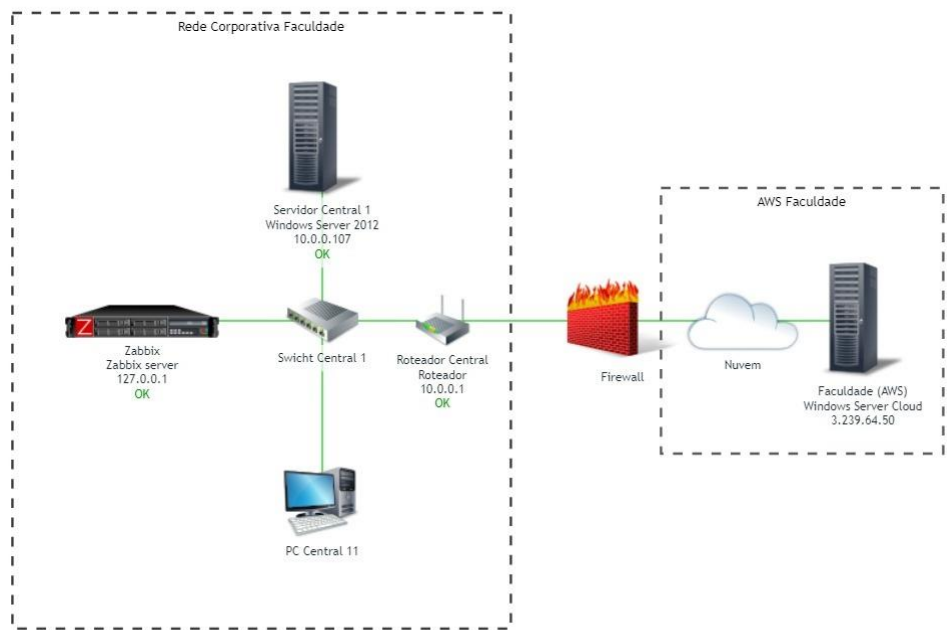 Rede Corporativa Faculdade
Servidor Central 1
Windows Server 2012
10.0.0.107
OK
AWS Faculdade
Z
Zabbix
Zabbix server
127.0.0.1
OK
Swicht Central 1
Roteador Central
Roteador
10.0.0.1
OK
Firewall
Nuvem
Faculdade (AWS)
Windows Server Cloud
3.239.64.50
PC Central 11